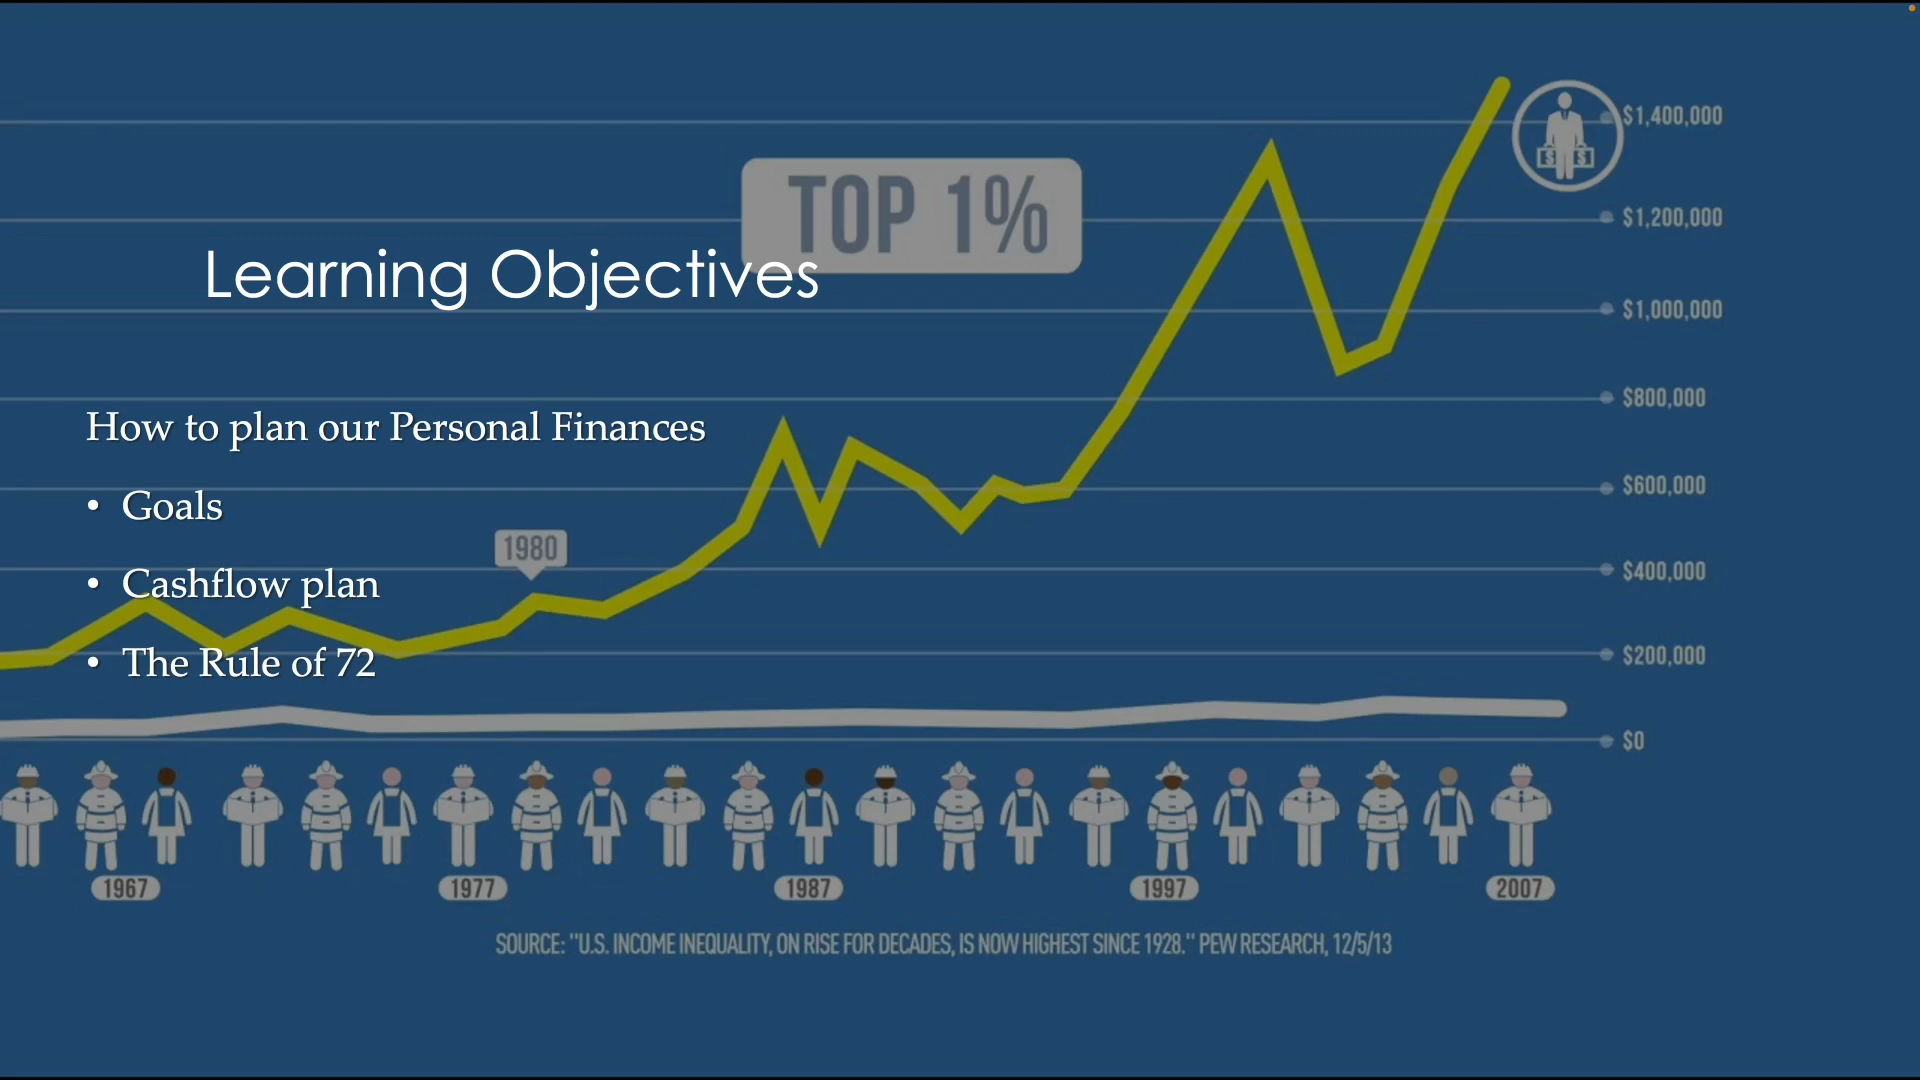 $1,400,000
TOP 1%
$ $
$1,200,000
Learning Objectives
$1,000,000
$800,000
How to plan our Personal Finances
$600,000
• Goals
1980
$400,000
• Cashflow plan
$200,000
• The Rule of 72
$0
1967 1977 1987 1997 2007
SOURCE: "U.S. INCOME INEQUALITY, ON RISE FOR DECADES, IS NOW HIGHEST SINCE 1928." PEW RESEARCH, 12/5/13